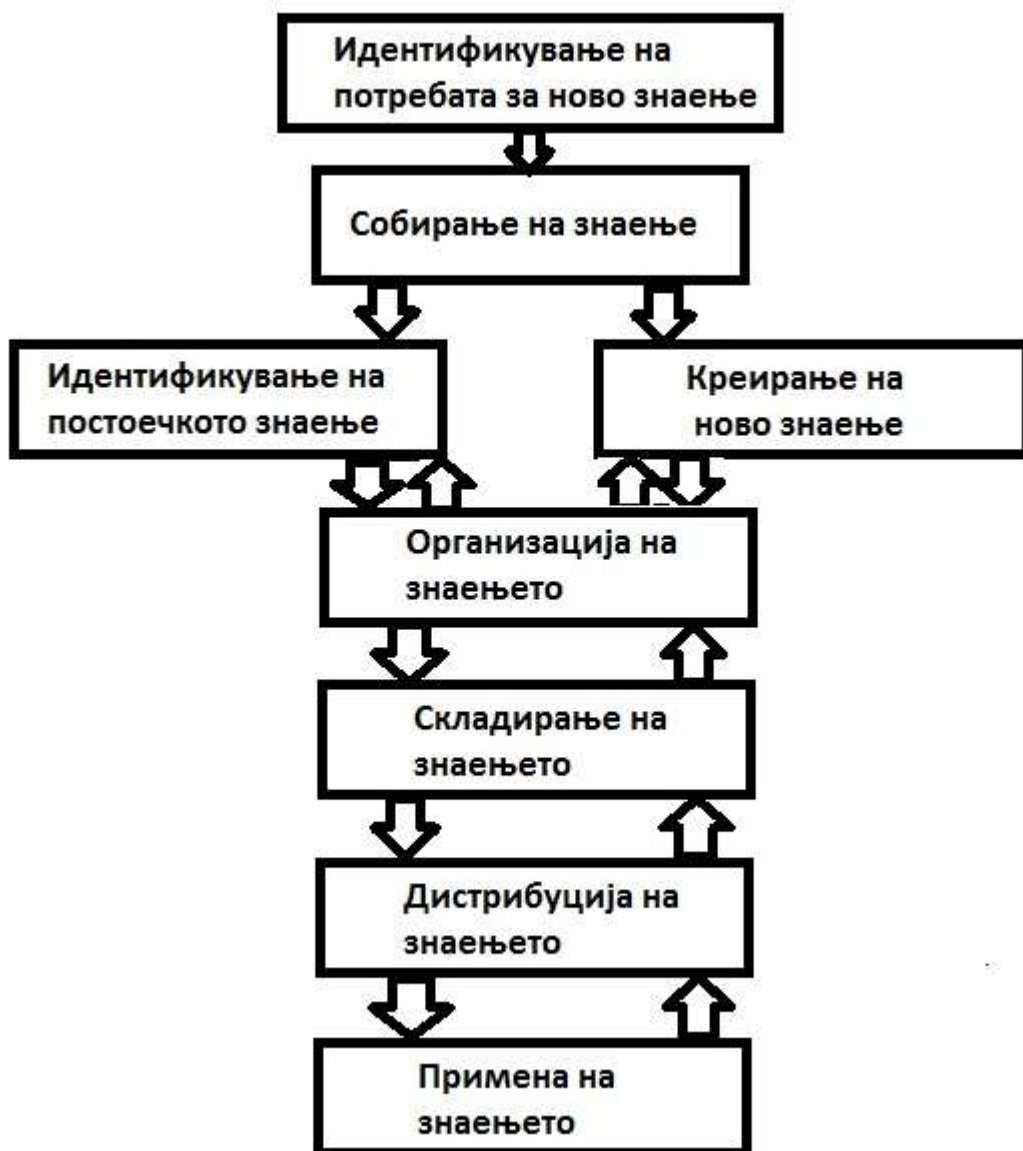 Идентификување на
потребата за ново знаење
Собирање на знаење
Идентификување на
постоечкото знаење
Креирање на
ново знаење
Организација на
знаењето
Складирање на
знаењето
Дистрибуција на
знаењето
Примена на
знаењето